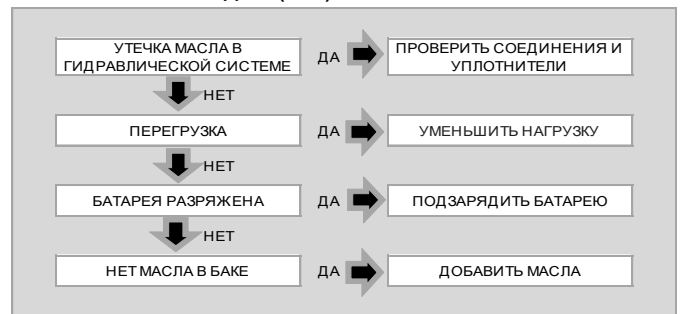 УТЕЧКА МАСЛА В
ГИДРАВЛИЧЕСКОЙ СИСТЕМЕ
ДА
ПРОВЕРИТЬ СОЕДИНЕНИЯ И
УПЛОТНИТЕЛИ
НЕТ
ПЕРЕГРУЗКА
ДА
УМЕНЬШИТЬ НАГРУЗКУ
НЕТ
БАТАРЕЯ РАЗРЯЖЕНА
ДА
ПОДЗАРЯДИТЬ БАТАРЕЮ
НЕТ
НЕТ МАСЛА В БАКЕ
ДА
ДОБАВИТЬ МАСЛА